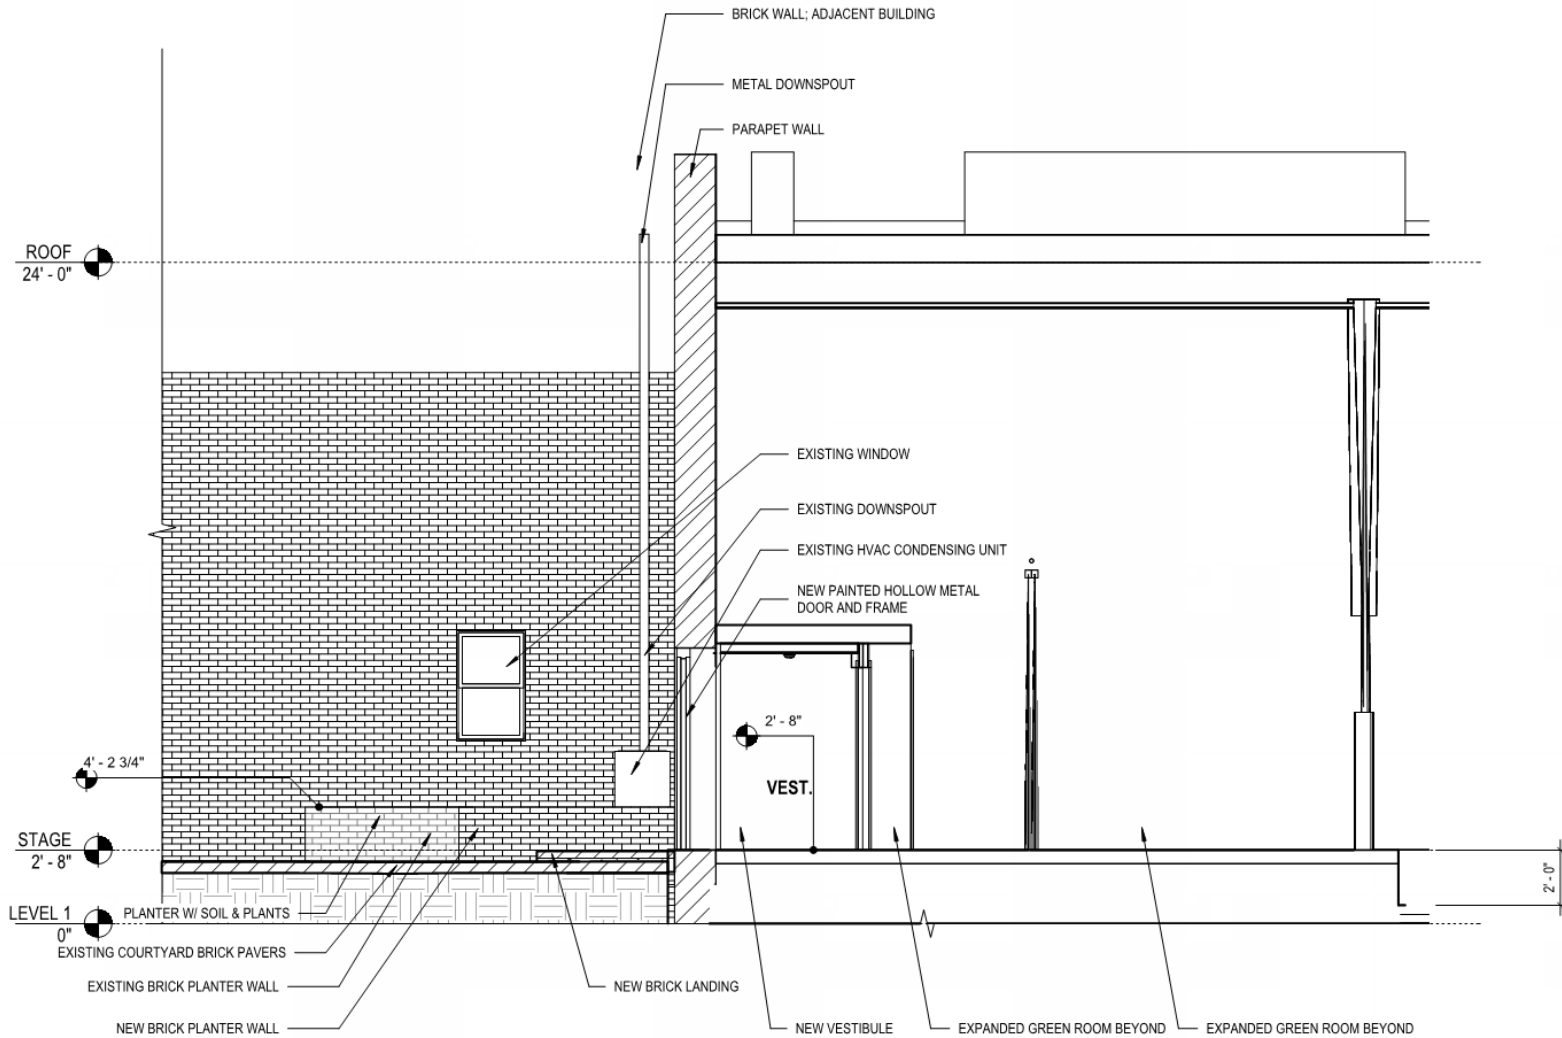 BRICK WALL; ADJACENT BUILDING
METAL DOWNSPOUT
PARAPET WALL
ROOF
24' - 0"
EXISTING WINDOW
EXISTING DOWNSPOUT
EXISTING HVAC CONDENSING UNIT
NEW PAINTED HOLLOW METAL
DOOR AND FRAME
2' - 8"
4' - 2 3/4"
VEST.
STAGE
2' - 8"
2' - 0"
LEVEL 1
0"
PLANTER W/ SOIL & PLANTS
EXISTING COURTYARD BRICK PAVERS
EXISTING BRICK PLANTER WALL
NEW BRICK LANDING
NEW BRICK PLANTER WALL
NEW VESTIBULE
EXPANDED GREEN ROOM BEYOND
EXPANDED GREEN ROOM BEYOND